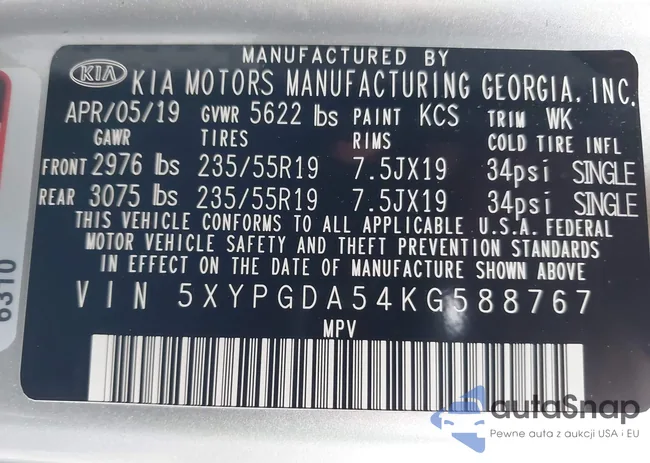 MANUFACTURED BY
KIA KIA MOTORS MANUFACTURING GEORGIA, INC.
APR/05/19 GVWR 5622 lbs PAINT KCS TRIM WK
GAWR TIRES RIMS COLD TIRE INFL
FRONT 2976 lbs 235/55R19 7.5JX19 34psi SINGLE
REAR 3075 lbs 235/55R19 7.5JX19 34psi SINGLE
THIS VEHICLE CONFORMS TO ALL APPLICABLE U.S.A. FEDERAL
MOTOR VEHICLE SAFETY AND THEFT PREVENTION STANDARDS
IN EFFECT ON THE DATE OF MANUFACTURE SHOWN ABOVE
VIN 5XYPGDA54KG588767
MPV
6310
autoSnap
Pewne auta z aukcji USA i EU